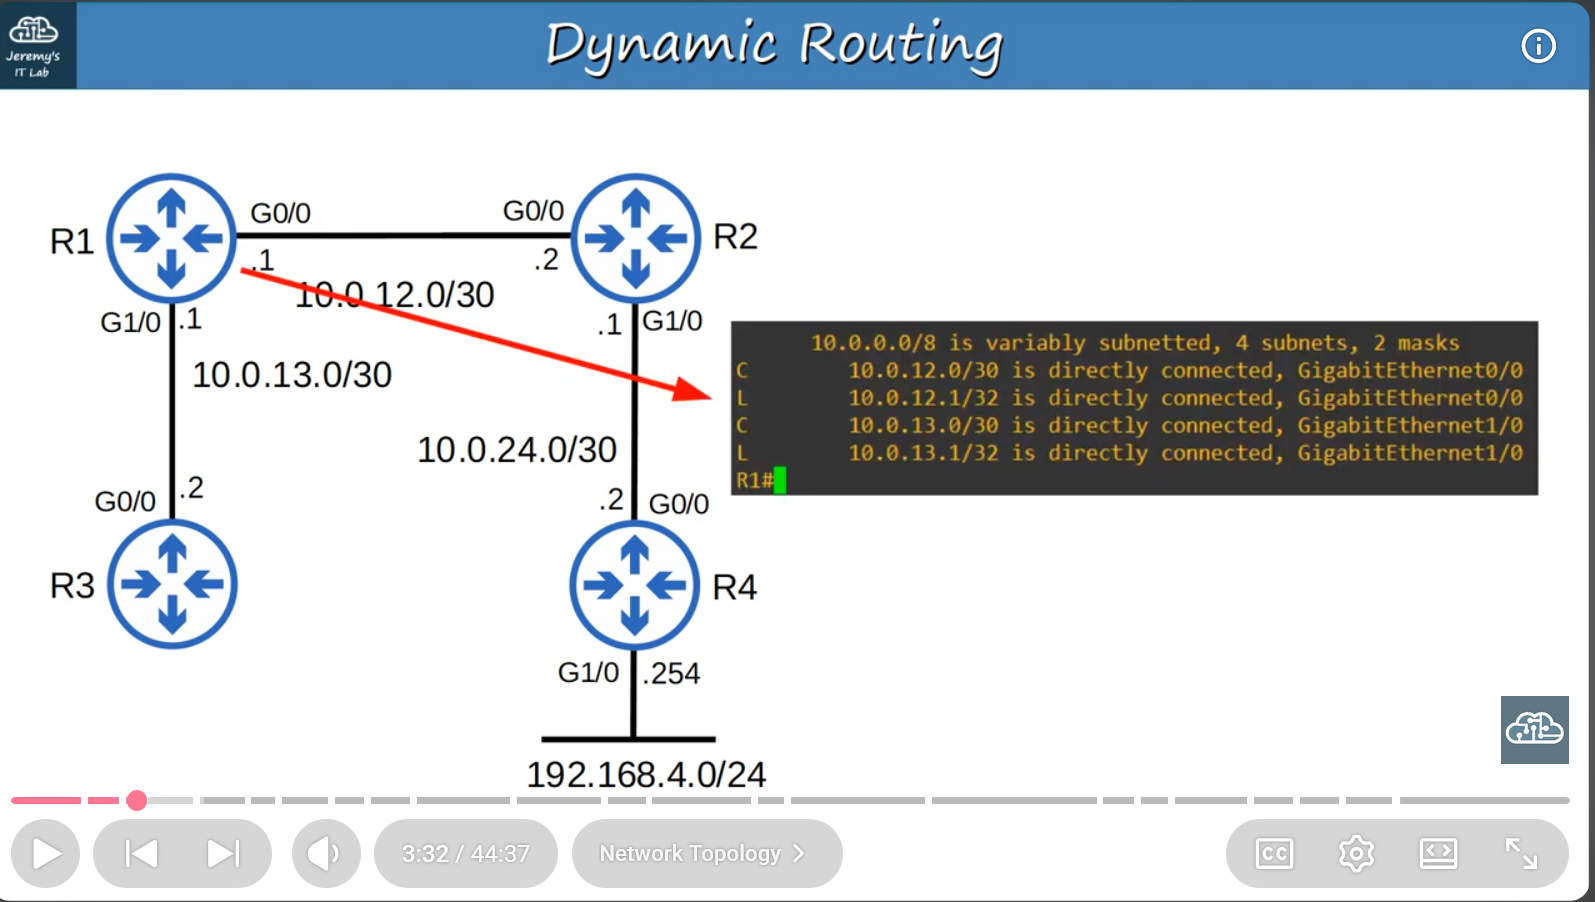 Jeremy's
IT Lab
Dynamic Routing
R1
G0/0
G0/0
R2
.1
.2
10.0.12.0/30
G1/0
.1
.1
G1/0
10.0.13.0/30
10.0.24.0/30
10.0.0.0/8 is variably subnetted, 4 subnets, 2 masks
C 10.0.12.0/30 is directly connected, GigabitEthernet0/0
L 10.0.12.1/32 is directly connected, GigabitEthernet0/0
C 10.0.13.0/30 is directly connected, GigabitEthernet1/0
L 10.0.13.1/32 is directly connected, GigabitEthernet1/0
R1#
G0/0
.2
.2
G0/0
R3
R4
G1/0
.254
192.168.4.0/24
3:32 / 44:37
Network Topology
CC